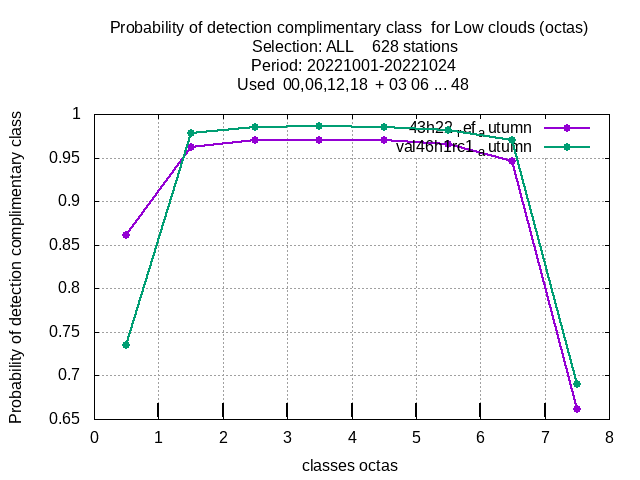 Probability of detection complimentary class for Low clouds (octas)
Selection: ALL 628 stations
Period: 20221001-20221024
Used 00,06,12,18 + 03 06 ... 48
Probability of detection complimentary class
1
0.95
0.9
0.85
0.8
0.75
0.7
0.65
43h22_ref_autumn
val46h1rc1_autumn
0 1 2 3 4 5 6 7 8
classes octas